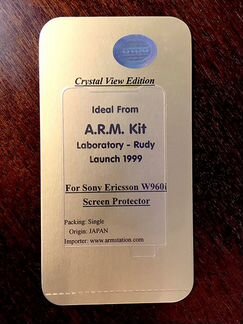 Crystal View Edition
Ideal From
A.R.M. Kit
Laboratory - Rudy
Launch 1999
For Sony Ericsson W960i
Screen Protector
Packing: Single
Origin: JAPAN
Importer: www.armstation.com